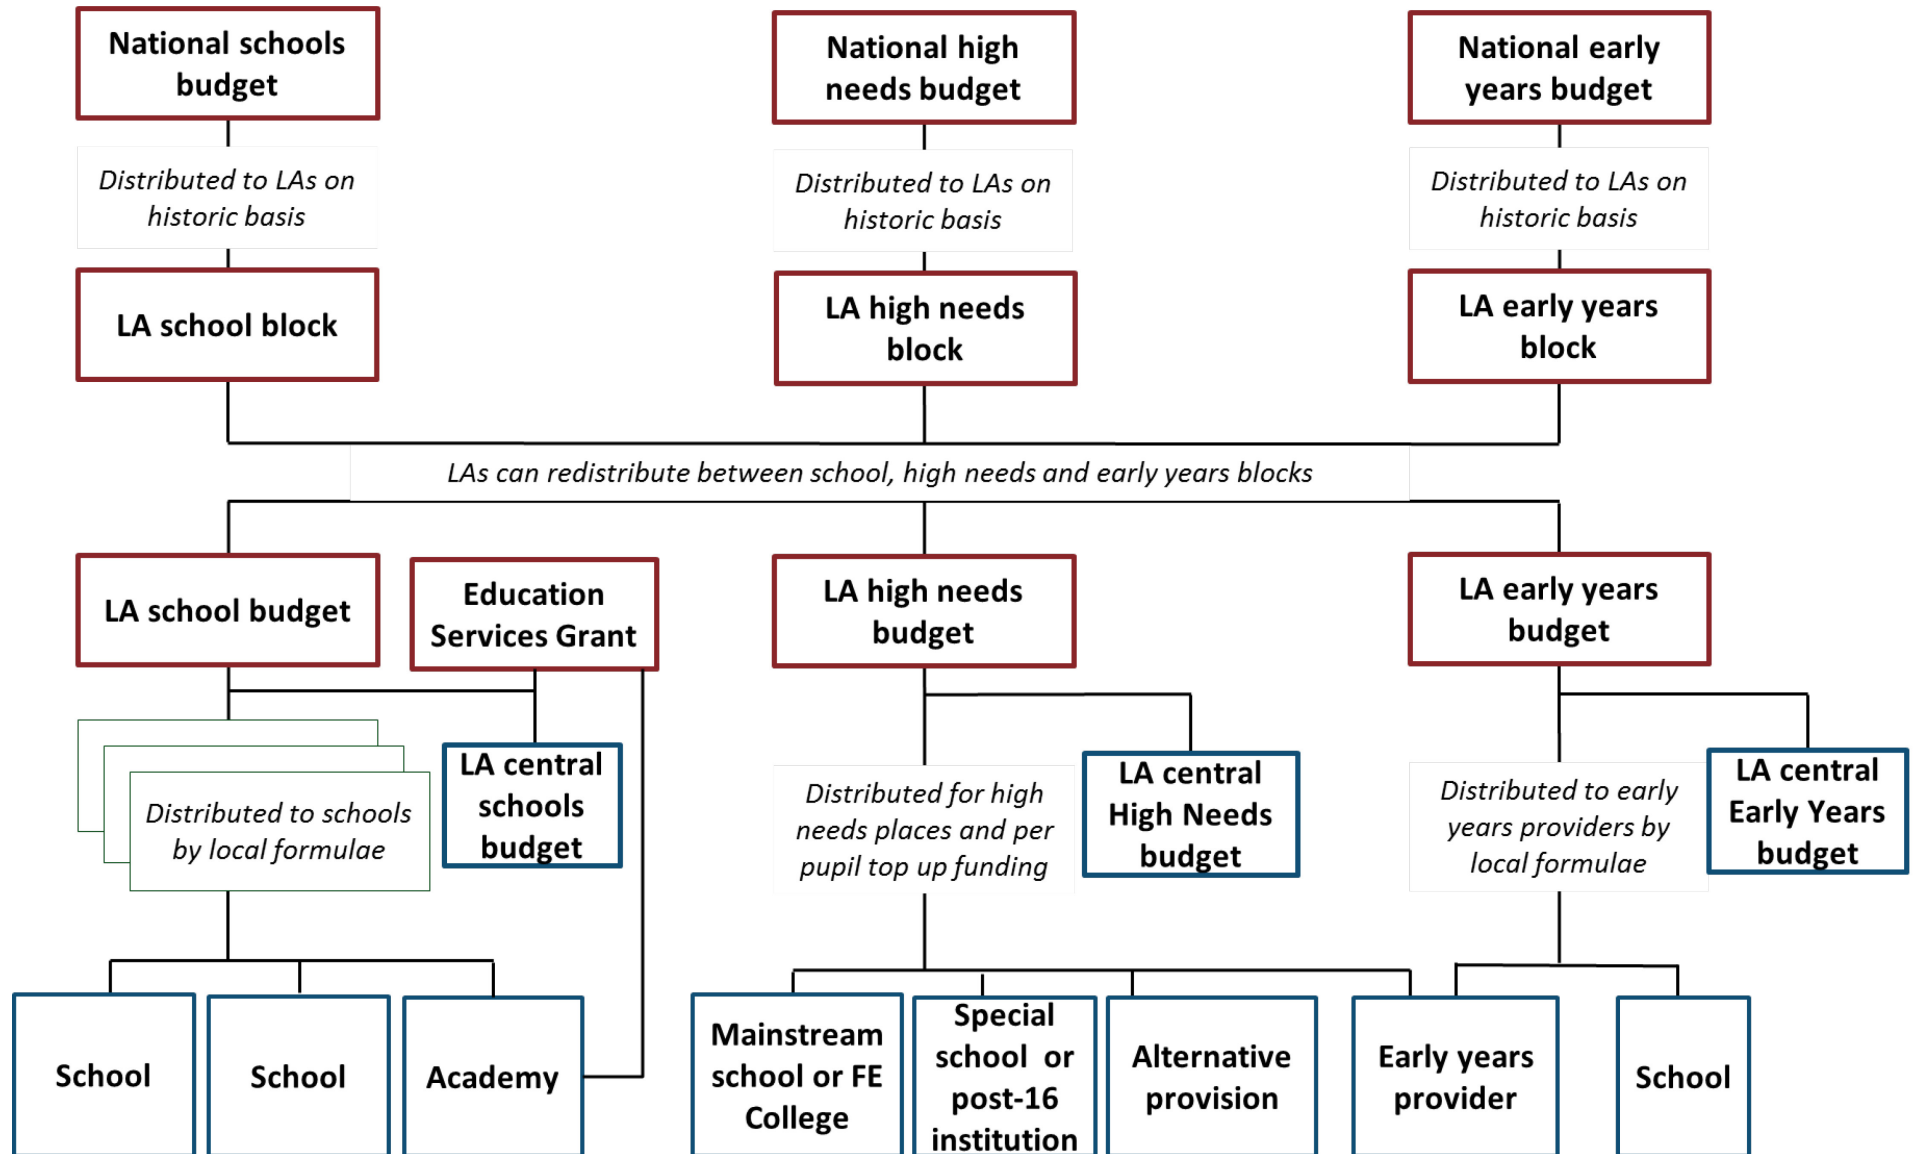 National schools
budget
National high
needs budget
National early
years budget
Distributed to LAs on
historic basis
Distributed to LAs on
historic basis
Distributed to LAs on
historic basis
LA school block
LA high needs
block
LA early years
block
LAs can redistribute between school, high needs and early years blocks
LA school budget
Education
Services Grant
LA high needs
budget
LA early years
budget
Distributed to schools
by local formulae
LA central
schools
budget
Distributed for high
needs places and per
pupil top up funding
LA central
High Needs
budget
Distributed to early
years providers by
local formulae
LA central
Early Years
budget
School
School
Academy
Mainstream
school or FE
College
Special
school or
post-16
institution
Alternative
provision
Early years
provider
School